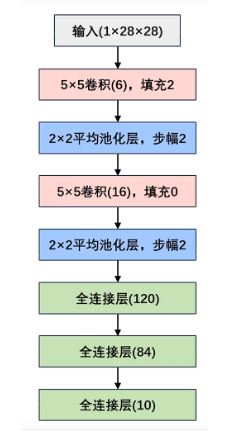 输入(1×28×28)
5×5卷积(6)，填充2
2×2平均池化层，步幅2
5×5卷积(16)，填充0
2×2平均池化层，步幅2
全连接层(120)
全连接层(84)
全连接层(10)